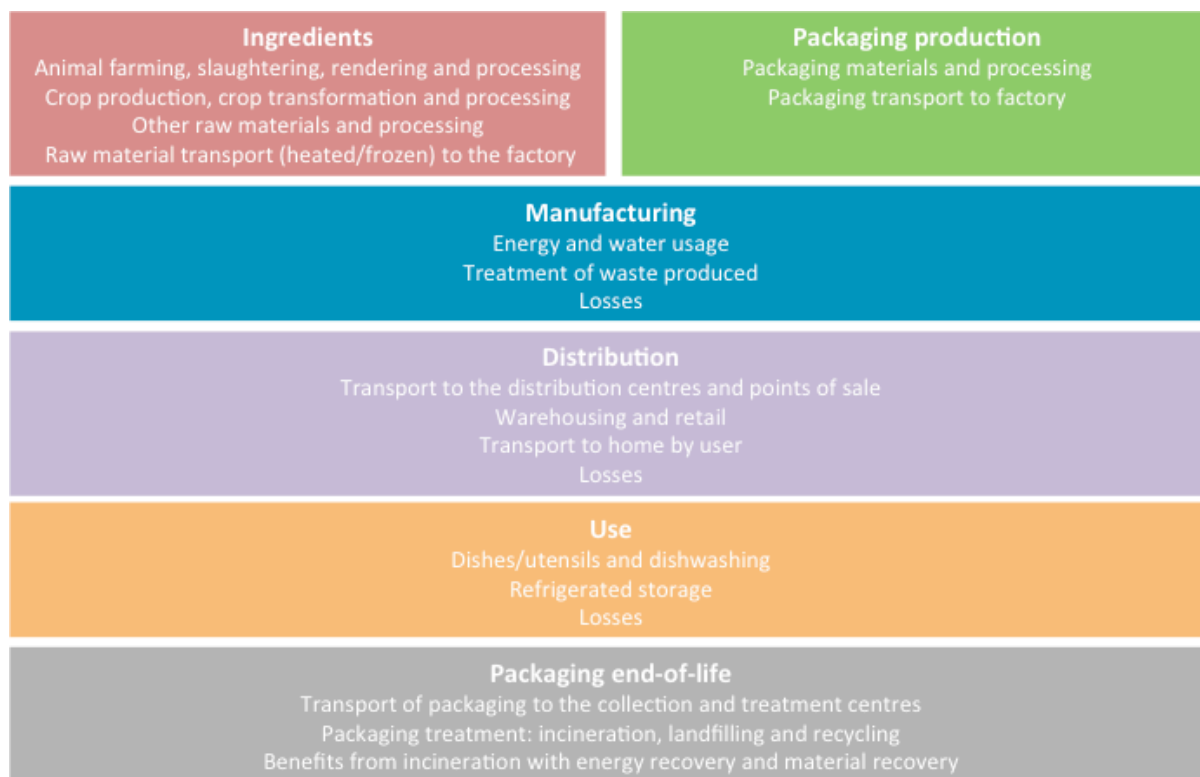 Ingredients
Animal farming, slaughtering, rendering and processing
Crop production, crop transformation and processing
Other raw materials and processing
Raw material transport (heated/frozen) to the factory
Packaging production
Packaging materials and processing
Packaging transport to factory
Manufacturing
Energy and water usage
Treatment of waste produced
Losses
Distribution
Transport to the distribution centres and points of sale
Warehousing and retail
Transport to home by user
Losses
Use
Dishes/utensils and dishwashing
Refrigerated storage
Losses
Packaging end-of-life
Transport of packaging to the collection and treatment centres
Packaging treatment: incineration, landfilling and recycling
Benefits from incineration with energy recovery and material recovery